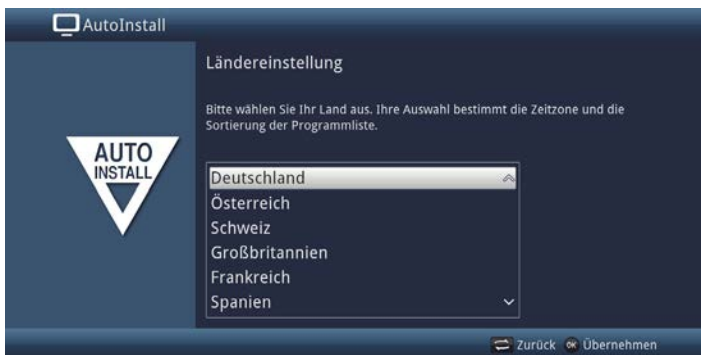 AutoInstall
Ländereinstellung
Bitte wählen Sie Ihr Land aus. Ihre Auswahl bestimmt die Zeitzone und die
Sortierung der Programmliste.
AUTO
INSTALL
Deutschland
Österreich
Schweiz
Großbritannien
Frankreich
Spanien
Zurück OK Übernehmen